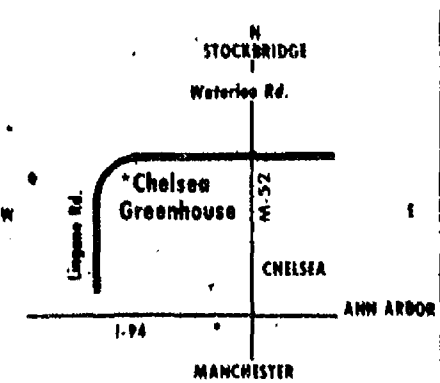 N
STOCKBRIDGE
Waterloo Rd.
*Chelsea
Greenhouse
Lingane Rd.
M-52
W
E
CHELSEA
ANN ARBOR
I-94
MANCHESTER